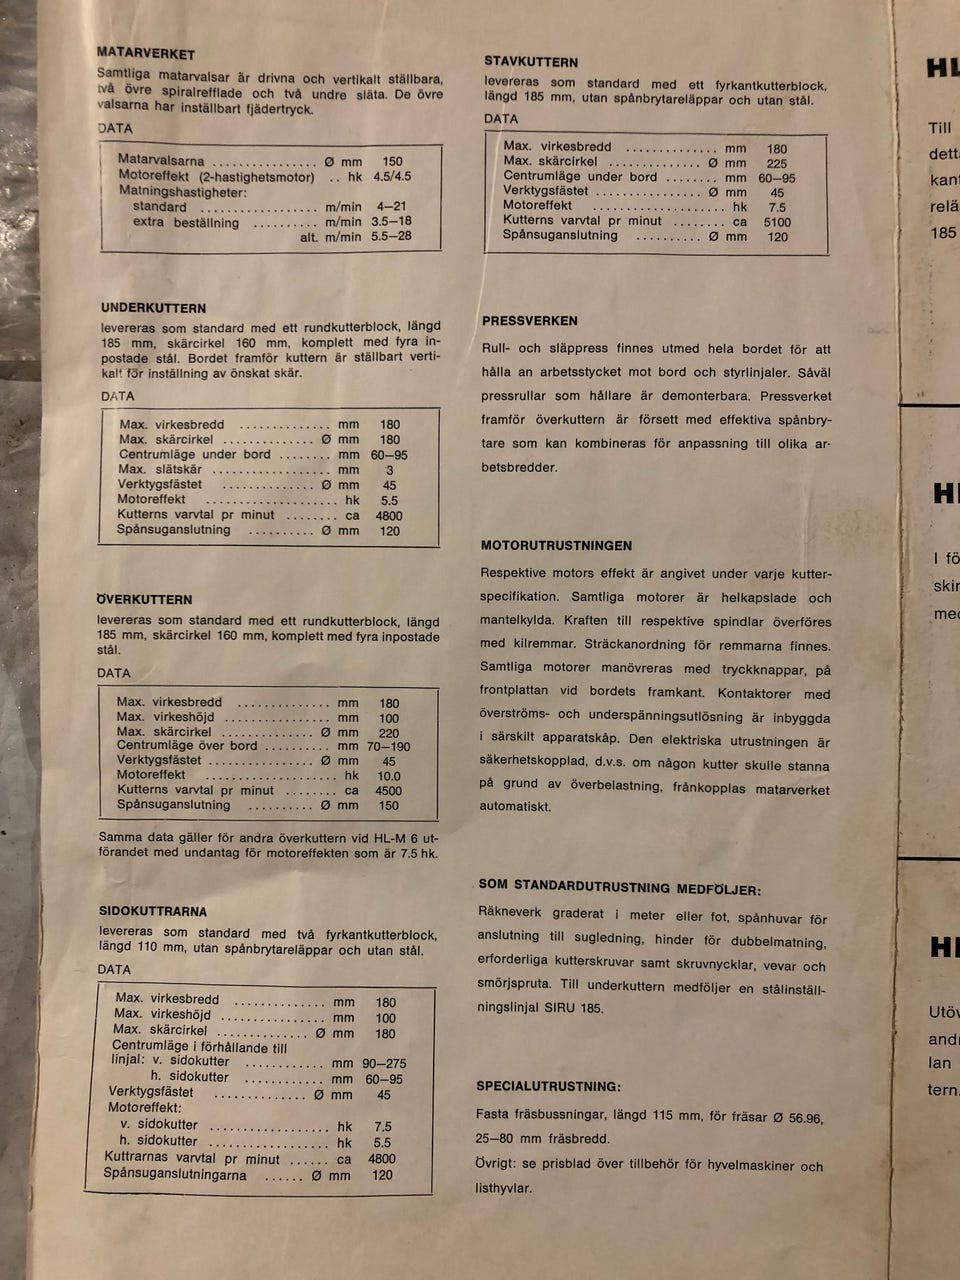 MATARVERKET
Samtliga matarvalsar är drivna och vertikalt ställbara,
två övre spiralrefflade och två undre släta. De övre
valsarna har inställbart fjädertryck.
DATA
Matarvalsarna ................ Ø mm 150
Motoreffekt (2-hastighetsmotor) .. hk 4.5/4.5
Matningshastigheter:
standard .................. m/min 4–21
extra beställning .......... m/min 3.5–18
alt. m/min 5.5–28
UNDERKUTTERN
levereras som standard med ett rundkutterblock, längd
185 mm, skärcirkel 160 mm, komplett med fyra in-
postade stål. Bordet framför kuttern är ställbart verti-
kalt för inställning av önskat skär.
DATA
Max. virkesbredd .............. mm 180
Max. skärcirkel .............. Ø mm 180
Centrumläge under bord ........ mm 60–95
Max. slätskär .................. mm 3
Verktygsfästet .............. Ø mm 45
Motoreffekt .................... hk 5.5
Kutterns varvtal pr minut ........ ca 4800
Spånsuganslutning .......... Ø mm 120
ÖVERKUTTERN
levereras som standard med ett rundkutterblock, längd
185 mm, skärcirkel 160 mm, komplett med fyra inpostade
stål.
DATA
Max. virkesbredd .............. mm 180
Max. virkeshöjd ................ mm 100
Max. skärcirkel .............. Ø mm 220
Centrumläge över bord .......... mm 70–190
Verktygsfästet ................ Ø mm 45
Motoreffekt .................... hk 10.0
Kutterns varvtal pr minut ........ ca 4500
Spånsuganslutning .......... Ø mm 150
Samma data gäller för andra överkuttern vid HL-M 6 ut-
förandet med undantag för motoreffekten som är 7.5 hk.
SIDOKUTTRARNA
levereras som standard med två fyrkantkutterblock,
längd 110 mm, utan spånbrytareläppar och utan stål.
DATA
Max. virkesbredd .............. mm 180
Max. virkeshöjd ................ mm 100
Max. skärcirkel .............. Ø mm 180
Centrumläge i förhållande till
linjal: v. sidokutter ............ mm 90–275
h. sidokutter ............ mm 60–95
Verktygsfästet .............. Ø mm 45
Motoreffekt:
v. sidokutter .................. hk 7.5
h. sidokutter .................. hk 5.5
Kuttrarnas varvtal pr minut ...... ca 4800
Spånsuganslutningarna ...... Ø mm 120
STAVKUTTERN
levereras som standard med ett fyrkantkutterblock,
längd 185 mm, utan spånbrytareläppar och utan stål.
DATA
Max. virkesbredd .............. mm 180
Max. skärcirkel .............. Ø mm 225
Centrumläge under bord ........ mm 60–95
Verktygsfästet ................ Ø mm 45
Motoreffekt .................... hk 7.5
Kutterns varvtal pr minut ........ ca 5100
Spånsuganslutning .......... Ø mm 120
PRESSVERKEN
Rull- och släppress finnes utmed hela bordet för att
hålla an arbetsstycket mot bord och styrlinjaler. Såväl
pressrullar som hållare är demonterbara. Pressverket
framför överkuttern är försett med effektiva spånbry-
tare som kan kombineras för anpassning till olika ar-
betsbredder.
MOTORUTRUSTNINGEN
Respektive motors effekt är angivet under varje kutter-
specifikation. Samtliga motorer är helkapslade och
mantelkylda. Kraften till respektive spindlar överföres
med kilremmar. Sträckanordning för remmarna finnes.
Samtliga motorer manövreras med tryckknappar, på
frontplattan vid bordets framkant. Kontaktorer med
överströms- och underspänningsutlösning är inbyggda
i särskilt apparatskåp. Den elektriska utrustningen är
säkerhetskopplad, d.v.s. om någon kutter skulle stanna
på grund av överbelastning, frånkopplas matarverket
automatiskt.
SOM STANDARDUTRUSTNING MEDFÖLJER:
Räkneverk graderat i meter eller fot, spånhuvar för
anslutning till sugledning, hinder för dubbelmatning,
erforderliga kutterskruvar samt skruvnycklar, vevar och
smörjspruta. Till underkuttern medföljer en stålinställ-
ningslinjal SIRU 185.
SPECIALUTRUSTNING:
Fasta fräsbussningar, längd 115 mm, för fräsar Ø 56.96,
25–80 mm fräsbredd.
Övrigt: se prisblad över tillbehör för hyvelmaskiner och
listhyvlar.
HL
Till
dett
kant
relä
185
I fö
skir
med
Utöv
andr
lan
tern.